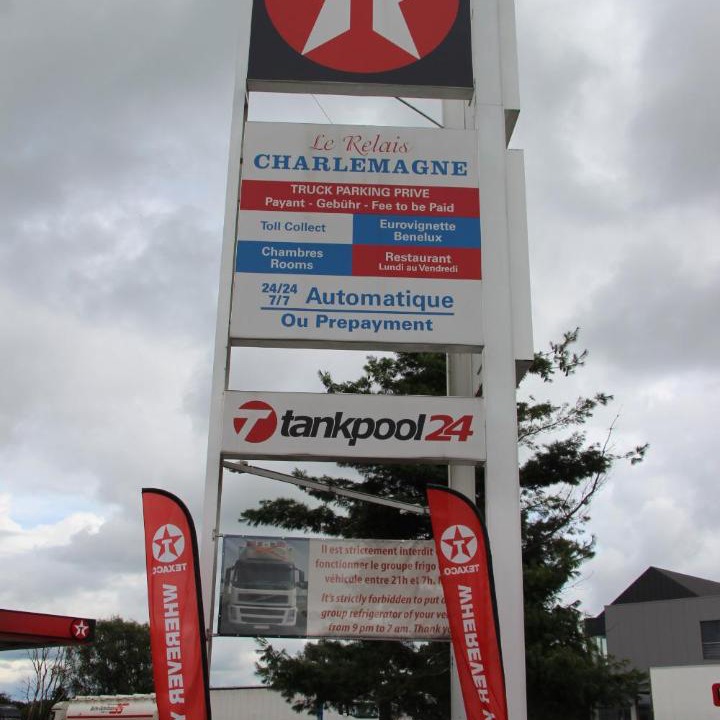 Le Relais
CHARLEMAGNE
TRUCK PARKING PRIVE
Payant - Gebühr - Fee to be Paid
Toll Collect
Eurovignette
Benelux
Chambres
Rooms
Restaurant
Lundi au Vendredi
24/24
7/7
Automatique
Ou Prepayment
T tankpool24
Il est strictement interdit
fonctionner le groupe frigo
véhicule entre 21h et 7h.
It's strictly forbidden to put
group refrigerator of your
from 9 pm to 7 am. Thank
TEXACO
WHEREVER
TEXACO
WHEREVER